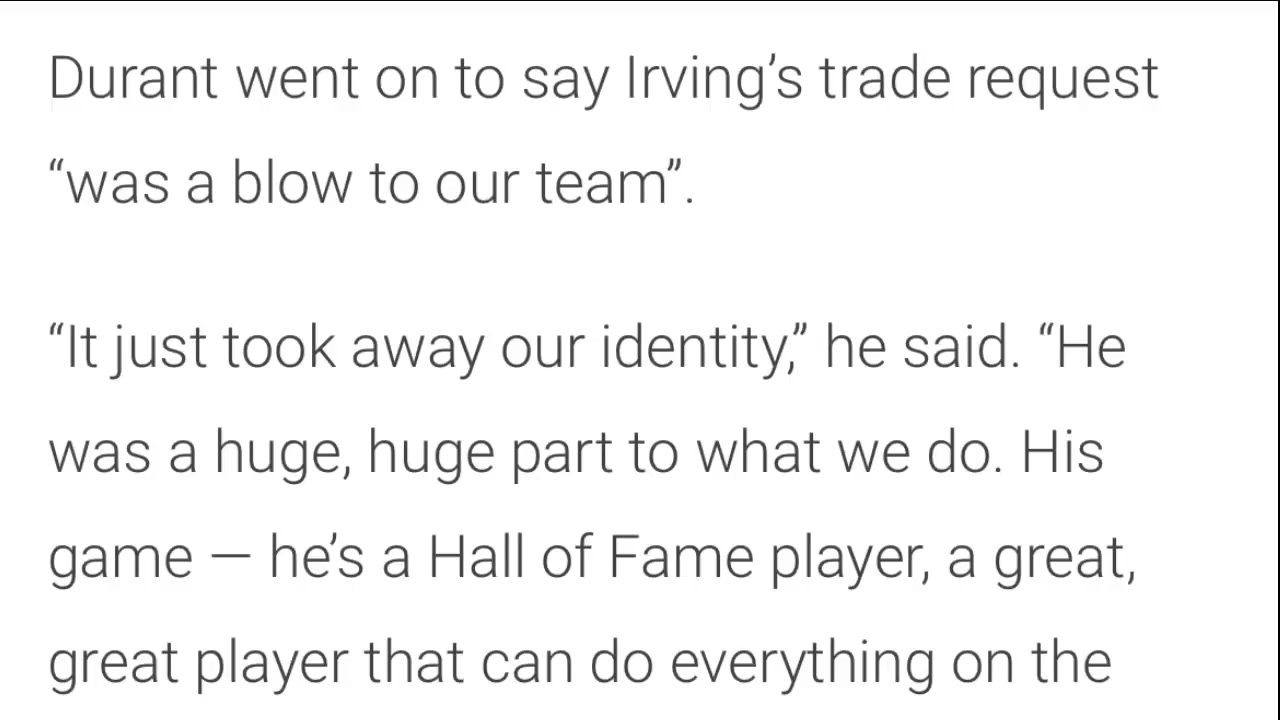 Durant went on to say Irving’s trade request
“was a blow to our team”.
“It just took away our identity,” he said. “He
was a huge, huge part to what we do. His
game — he’s a Hall of Fame player, a great,
great player that can do everything on the